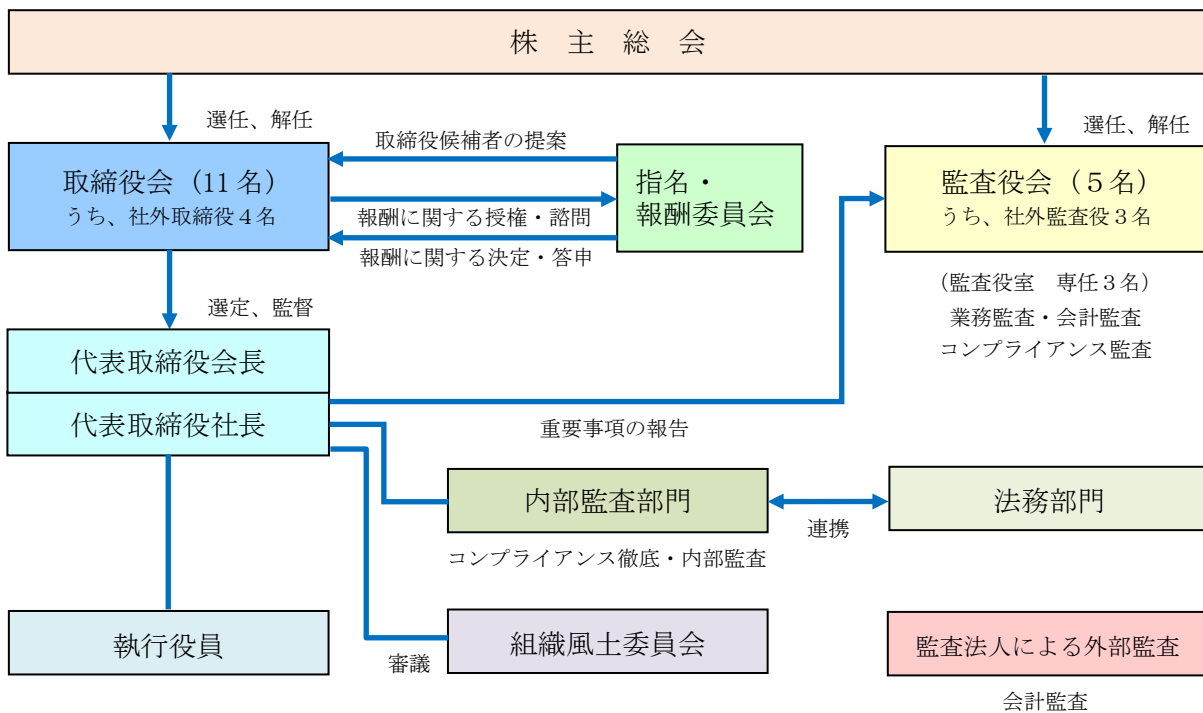 株 主 総 会
選任、解任
選任、解任
取締役候補者の提案
取締役会（11名）
うち、社外取締役４名
指名・
報酬委員会
監査役会（５名）
うち、社外監査役３名
報酬に関する授権・諮問
報酬に関する決定・答申
（監査役室　専任３名）
業務監査・会計監査
コンプライアンス監査
選定、監督
代表取締役会長
代表取締役社長
重要事項の報告
内部監査部門
連携
法務部門
コンプライアンス徹底・内部監査
執行役員
審議
組織風土委員会
監査法人による外部監査
会計監査